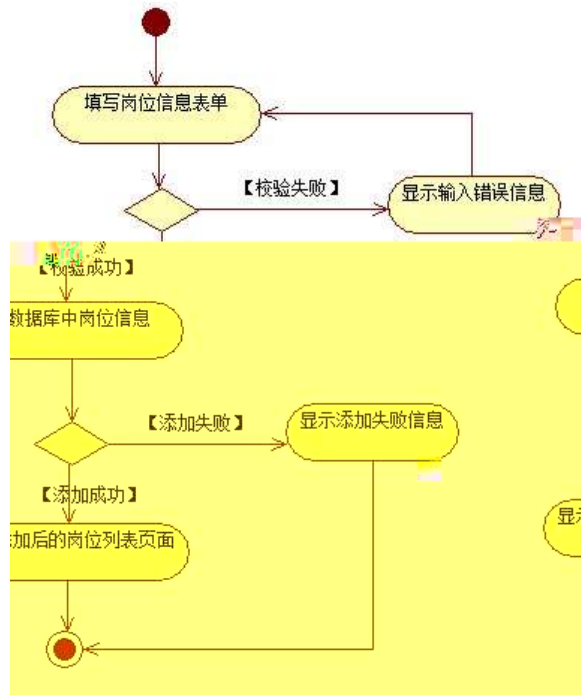 填写岗位信息表单
【校验失败】
显示输入错误信息
【校验成功】
数据库中岗位信息
【添加失败】
显示添加失败信息
【添加成功】
加后的岗位列表页面
显示